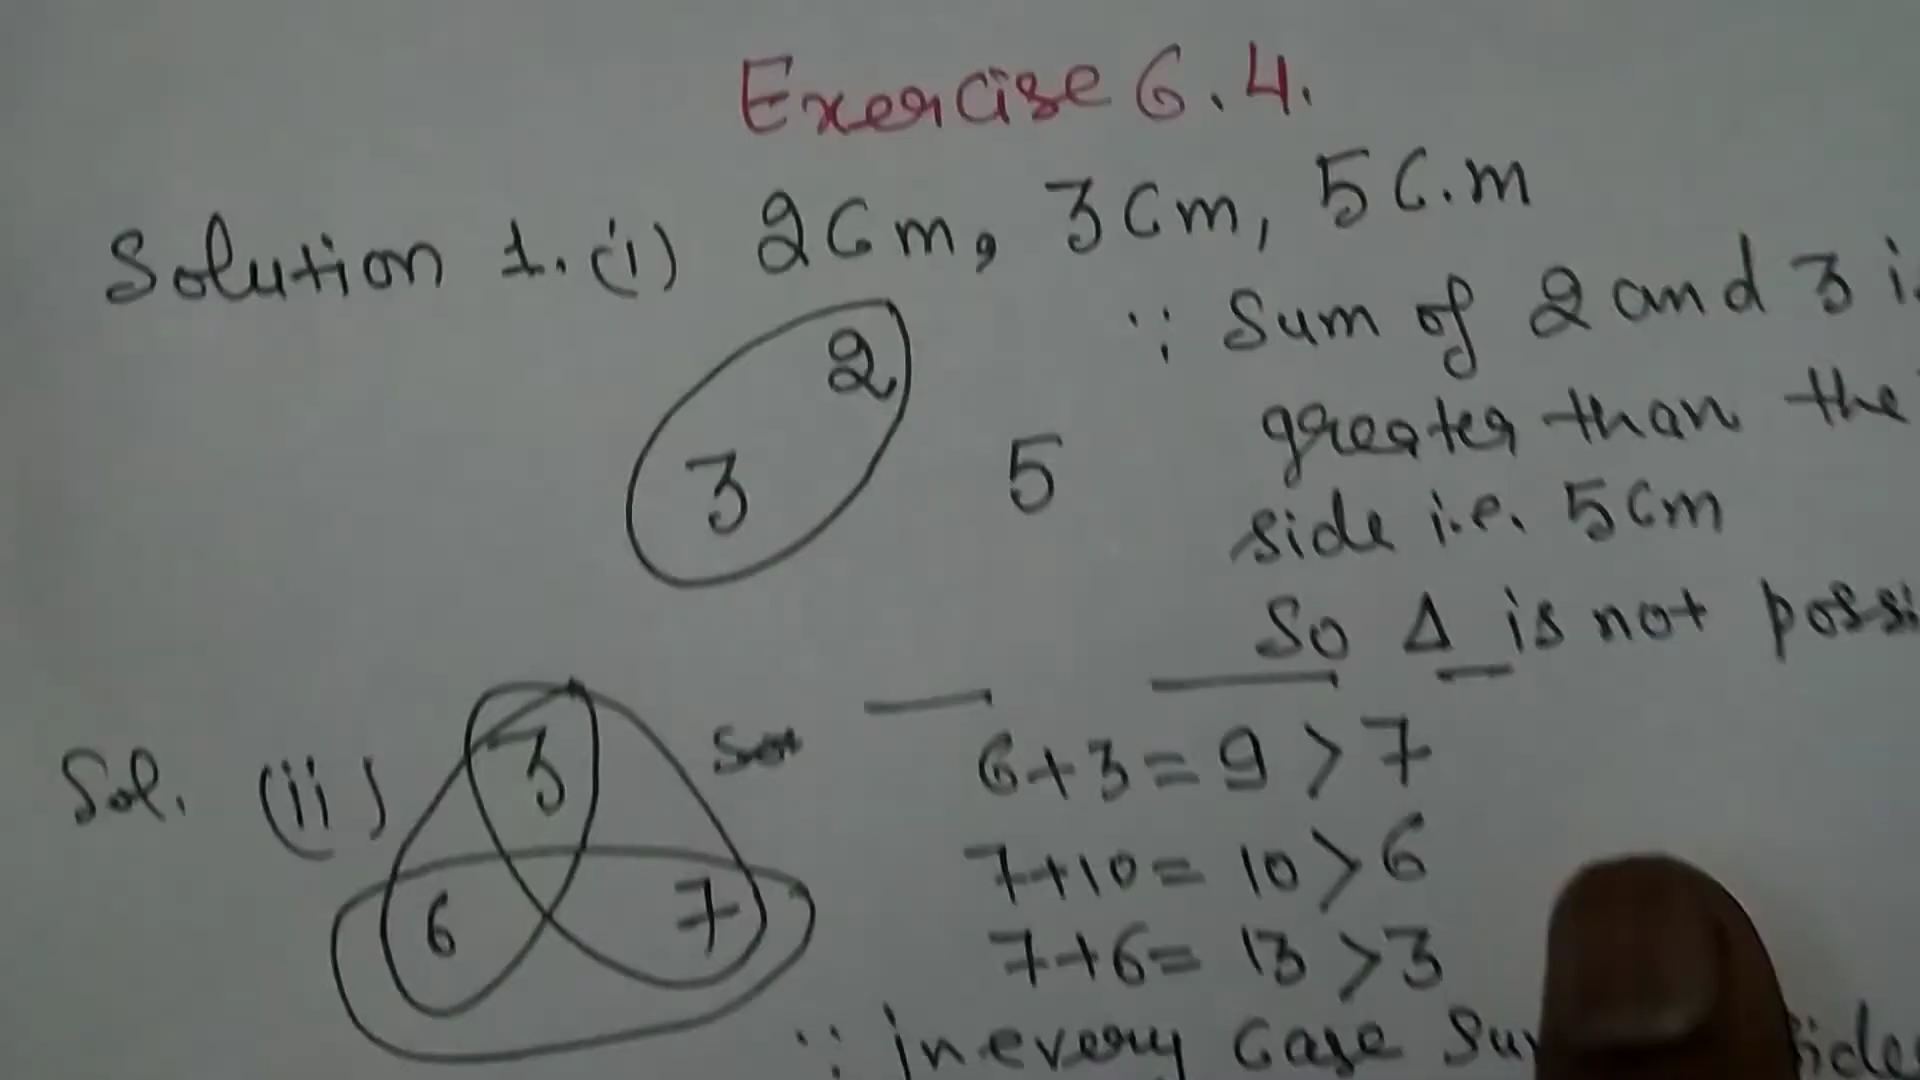 Exercise 6.4.
Solution 1. (i) 2cm, 3cm, 5c.m
2
3
5
∵ Sum of 2 and 3 is
greater than the
side i.e. 5cm
So Δ is not possi
Sol. (ii)
3
6
7
6+3=9>7
7+10=10>6
7+6=13>3
∵ in every case